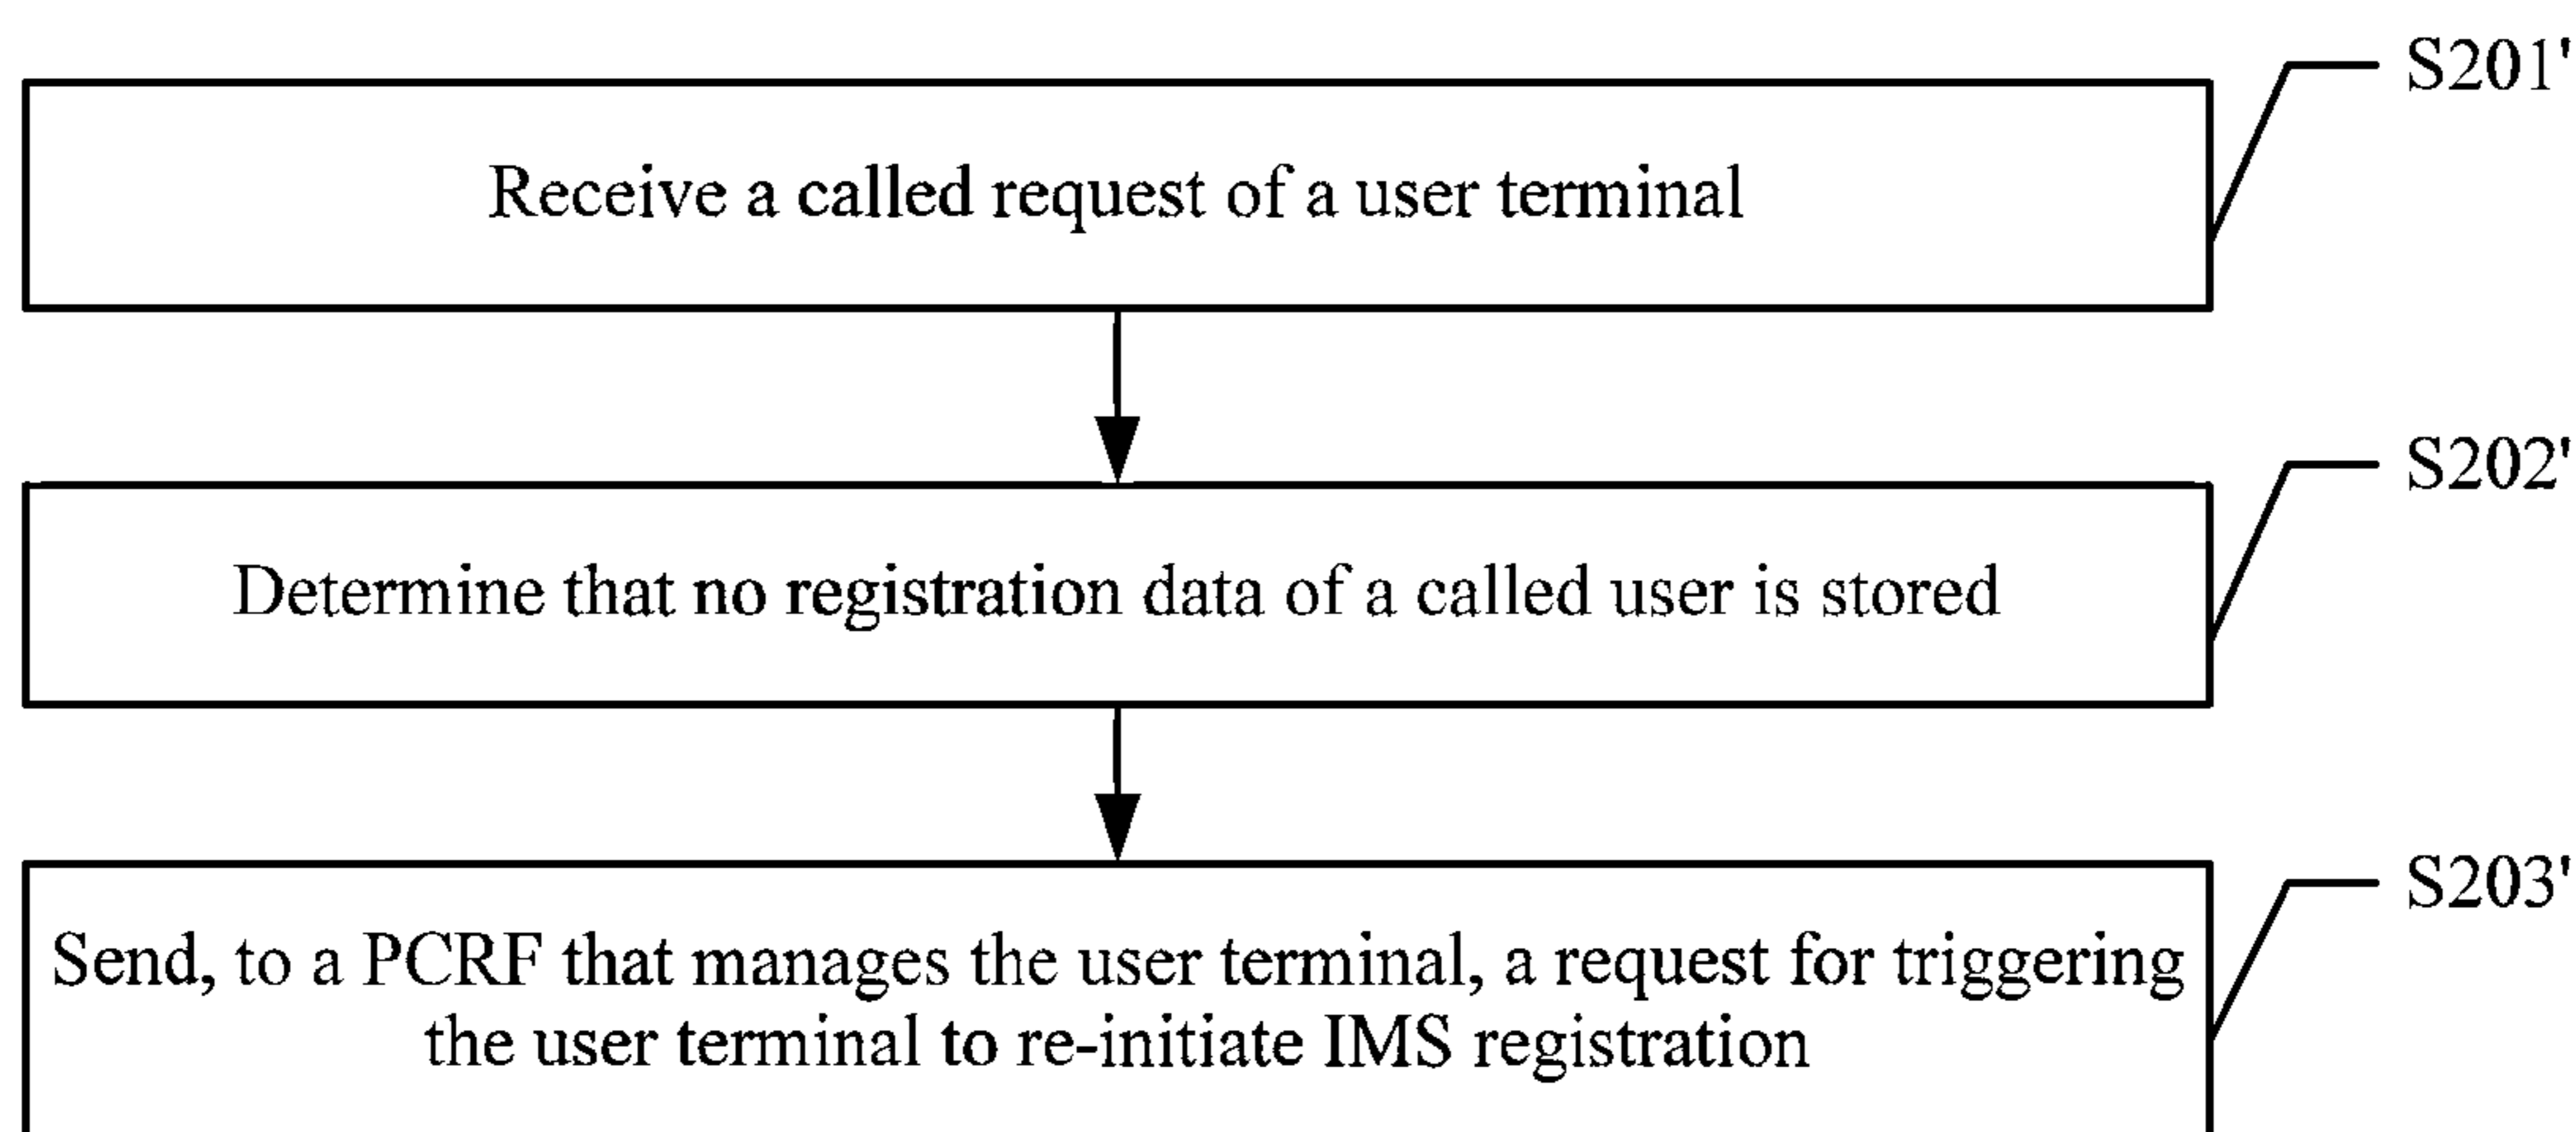 S201'
Receive a called request of a user terminal
S202'
Determine that no registration data of a called user is stored
S203'
Send, to a PCRF that manages the user terminal, a request for triggering
the user terminal to re-initiate IMS registration